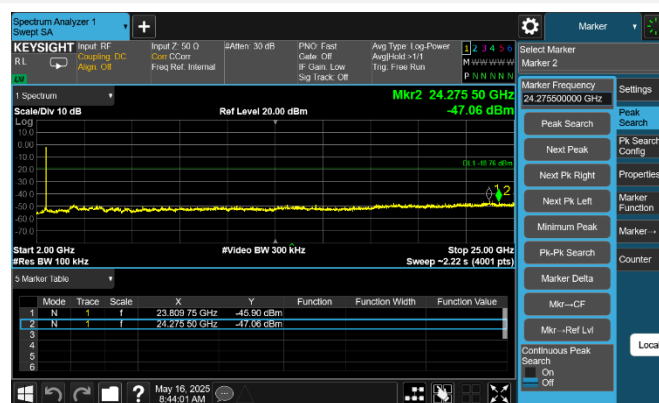 Spectrum Analyzer 1
Swept SA
+
Marker
KEYSIGHT
RL
LXI
Input: RF
Coupling: DC
Align: Off
Input Z: 50 Ω
Corr CCorr
Freq Ref: Internal
#Atten: 30 dB
PNO: Fast
Gate: Off
IF Gain: Low
Sig Track: Off
Avg Type: Log-Power
Avg|Hold:>1/1
Trig: Free Run
1 2 3 4 5 6
M W W W W W
P N N N N N
Select Marker
Marker 2
1 Spectrum
Scale/Div 10 dB
Ref Level 20.00 dBm
Mkr2 24.275 50 GHz
-47.06 dBm
Log
10.0
0.00
-10.0
-20.0
-30.0
-40.0
-50.0
-60.0
-70.0
DL1 -18.76 dBm
1
2
Start 2.00 GHz
#Video BW 300 kHz
Stop 25.00 GHz
#Res BW 100 kHz
Sweep ~2.22 s (4001 pts)
5 Marker Table
Mode Trace Scale X Y Function Function Width Function Value
1 N 1 f 23.809 75 GHz -45.90 dBm
2 N 1 f 24.275 50 GHz -47.06 dBm
3
4
5
6
Marker Frequency
24.275500000 GHz
Peak Search
Next Peak
Next Pk Right
Next Pk Left
Minimum Peak
Pk-Pk Search
Marker Delta
Mkr→CF
Mkr→Ref Lvl
Continuous Peak
Search
On
Off
Settings
Peak
Search
Pk Search
Config
Properties
Marker
Function
Marker→
Counter
Local
?
May 16, 2025
8:44:01 AM